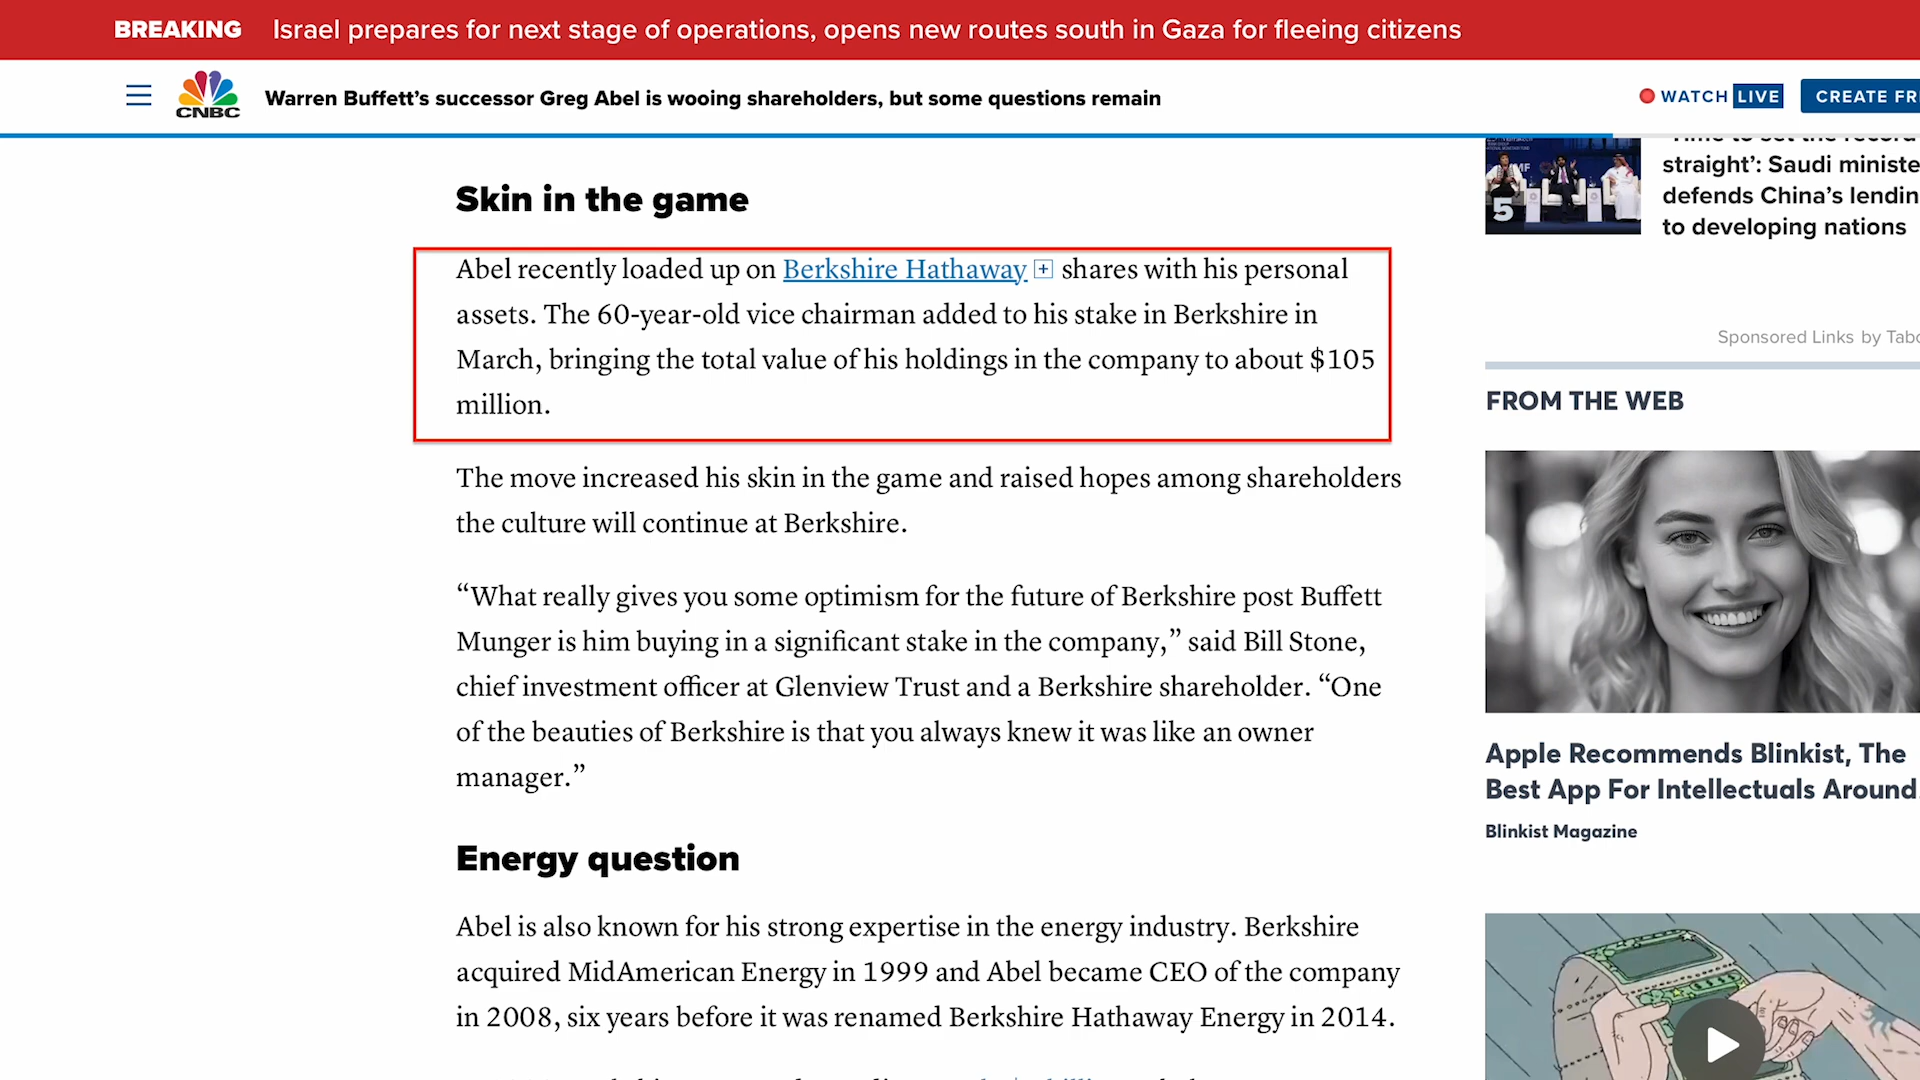 BREAKING Israel prepares for next stage of operations, opens new routes south in Gaza for fleeing citizens
CNBC
Warren Buffett’s successor Greg Abel is wooing shareholders, but some questions remain
WATCH LIVE
CREATE FR
Skin in the game
Abel recently loaded up on Berkshire Hathaway + shares with his personal
assets. The 60-year-old vice chairman added to his stake in Berkshire in
March, bringing the total value of his holdings in the company to about $105
million.
The move increased his skin in the game and raised hopes among shareholders
the culture will continue at Berkshire.
“What really gives you some optimism for the future of Berkshire post Buffett
Munger is him buying in a significant stake in the company,” said Bill Stone,
chief investment officer at Glenview Trust and a Berkshire shareholder. “One
of the beauties of Berkshire is that you always knew it was like an owner
manager.”
Energy question
Abel is also known for his strong expertise in the energy industry. Berkshire
acquired MidAmerican Energy in 1999 and Abel became CEO of the company
in 2008, six years before it was renamed Berkshire Hathaway Energy in 2014.
5
‘Time to set the record
straight’: Saudi ministe
defends China’s lendin
to developing nations
Sponsored Links by Tabo
FROM THE WEB
Apple Recommends Blinkist, The
Best App For Intellectuals Around
Blinkist Magazine